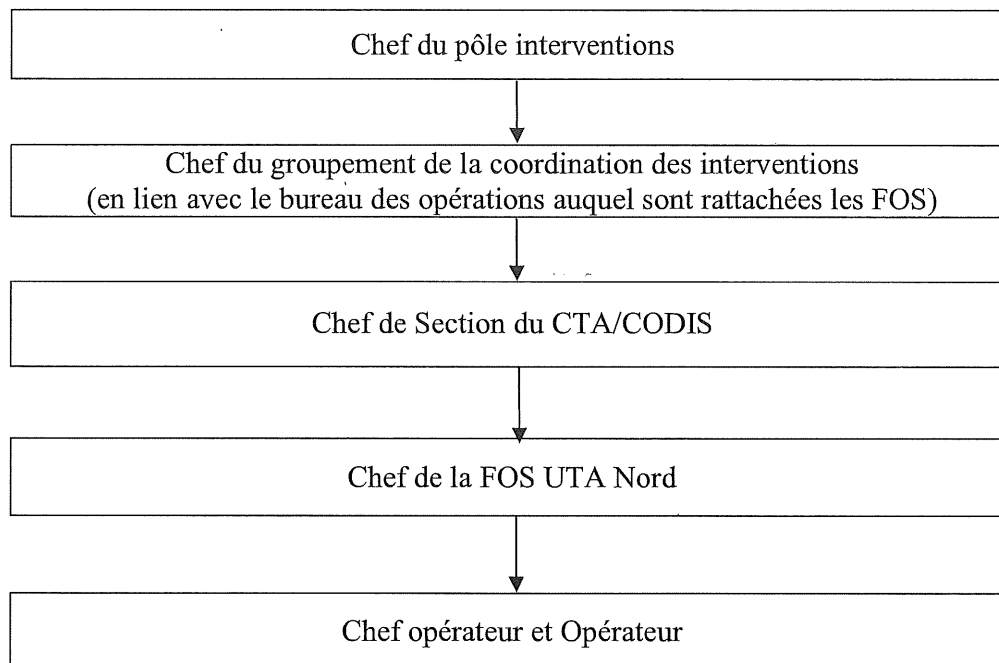 Chef du pôle interventions
Chef du groupement de la coordination des interventions
(en lien avec le bureau des opérations auquel sont rattachées les FOS)
Chef de Section du CTA/CODIS
Chef de la FOS UTA Nord
Chef opérateur et Opérateur